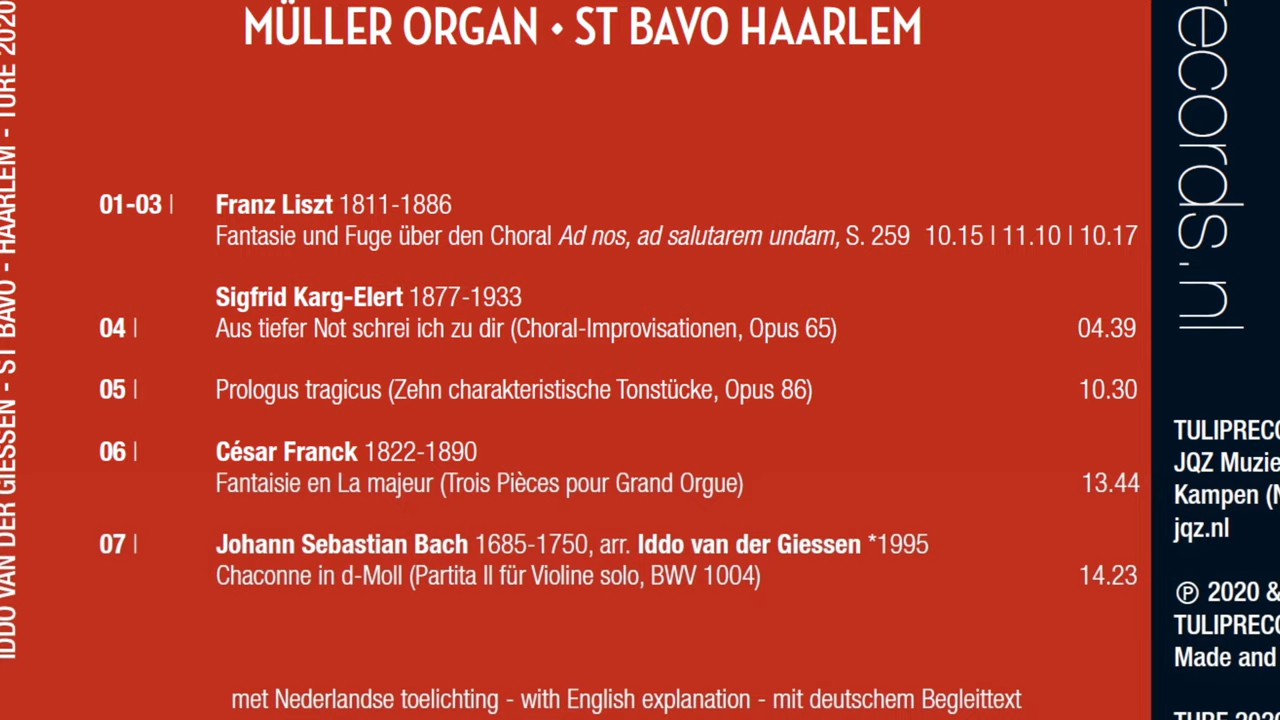 MÜLLER ORGAN • ST BAVO HAARLEM
01-03 | Franz Liszt 1811-1886
Fantasie und Fuge über den Choral Ad nos, ad salutarem undam, S. 259 10.15 | 11.10 | 10.17
Sigfrid Karg-Elert 1877-1933
04 | Aus tiefer Not schrei ich zu dir (Choral-Improvisationen, Opus 65) 04.39
05 | Prologus tragicus (Zehn charakteristische Tonstücke, Opus 86) 10.30
06 | César Franck 1822-1890
Fantaisie en La majeur (Trois Pièces pour Grand Orgue) 13.44
07 | Johann Sebastian Bach 1685-1750, arr. Iddo van der Giessen *1995
Chaconne in d-Moll (Partita II für Violine solo, BWV 1004) 14.23
met Nederlandse toelichting - with English explanation - mit deutschem Begleittext
IDDO VAN DER GIESSEN - ST BAVO - HAARLEM - TURE 2020
ecords.nl
TULIPRECO
JQZ Muzie
Kampen (N
jqz.nl
℗ 2020 &
TULIPRECO
Made and
TURE 2020